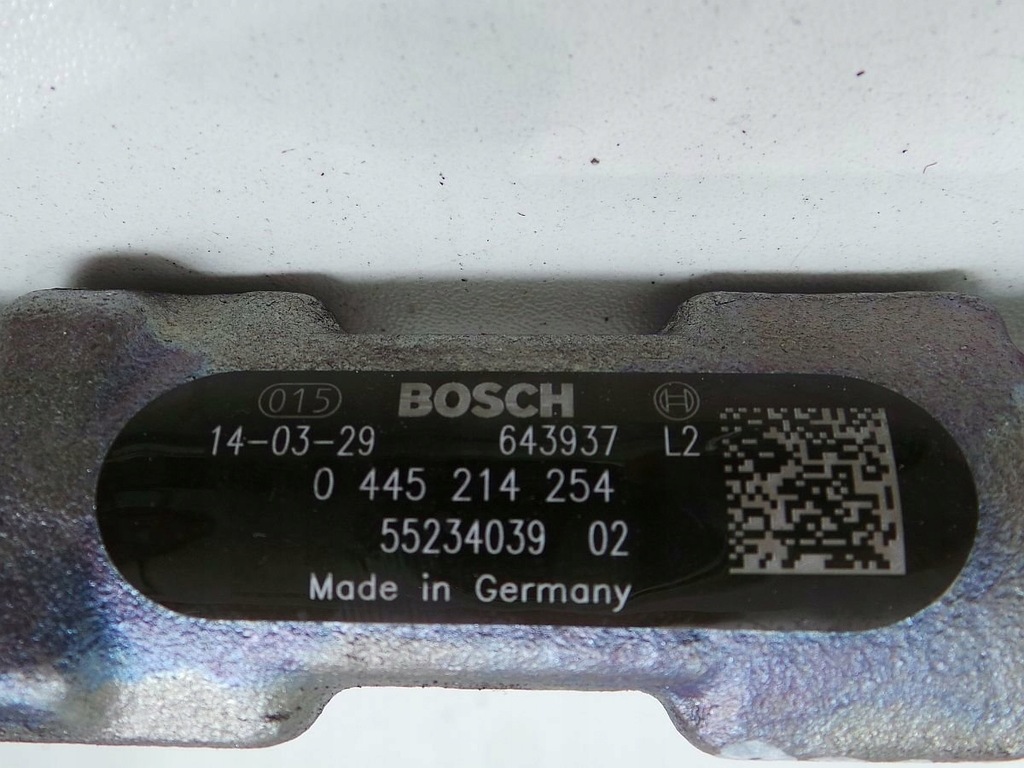 015 BOSCH
14-03-29 643937 L2
0 445 214 254
55234039 02
Made in Germany